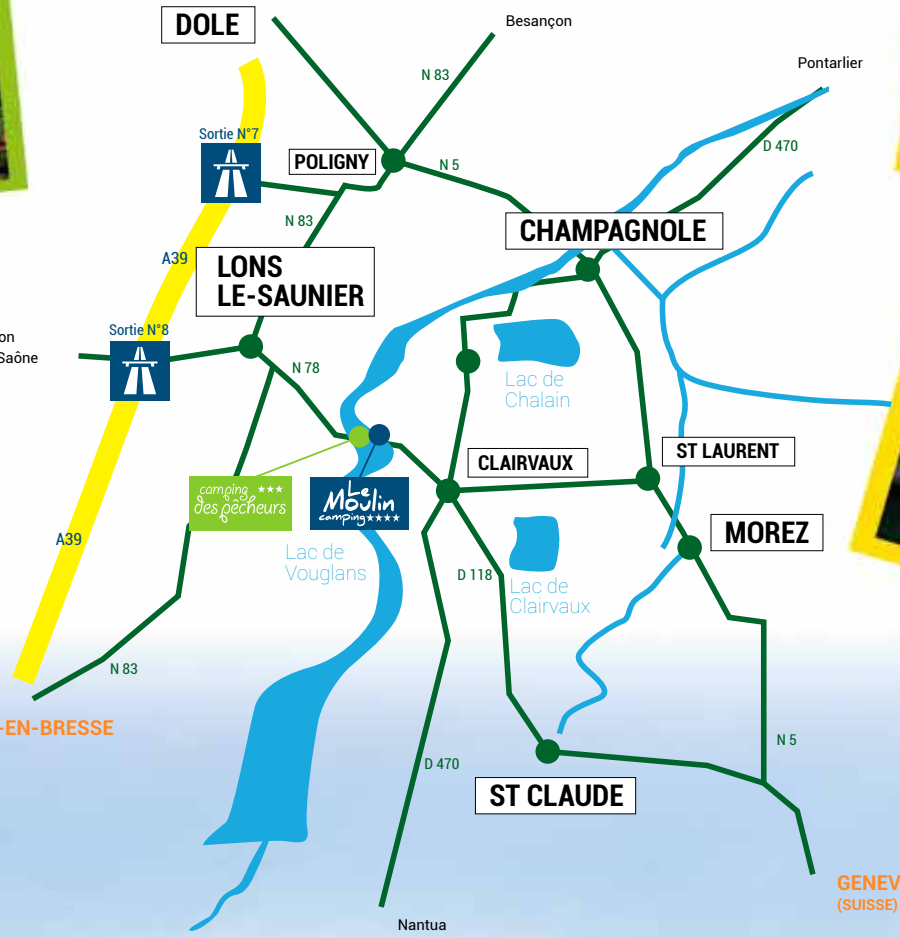 DOLE
Besançon
Pontarlier
N 83
Sortie N°7
POLIGNY
N 5
D 470
N 83
CHAMPAGNOLE
A39
LONS
LE-SAUNIER
Sortie N°8
on
Saône
N 78
Lac de
Chalain
CLAIRVAUX
ST LAURENT
camping ★★★
des pêcheurs
Le
Moulin
camping★★★★
MOREZ
A39
Lac de
Vouglans
D 118
Lac de
Clairvaux
N 83
-EN-BRESSE
N 5
D 470
ST CLAUDE
GENEV
(SUISSE)
Nantua